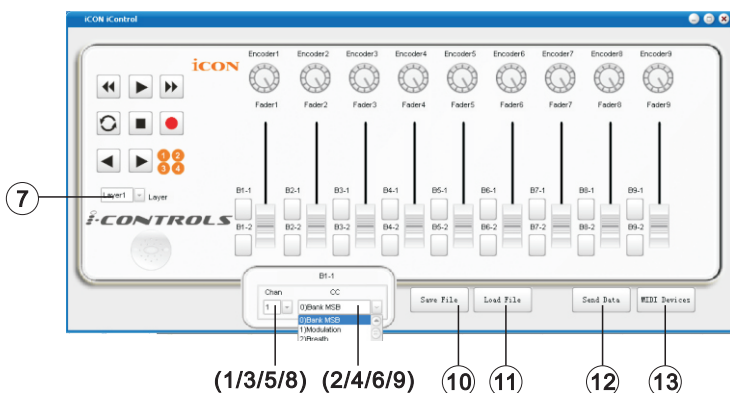 iCON iControl
iCON
Encoder1 Encoder2 Encoder3 Encoder4 Encoder5 Encoder6 Encoder7 Encoder8 Encoder9
Fader1 Fader2 Fader3 Fader4 Fader5 Fader6 Fader7 Fader8 Fader9
1 2
3 4
7
Layer1 Layer
B1-1 B2-1 B3-1 B4-1 B5-1 B6-1 B7-1 B8-1 B9-1
i-CONTROLS
B1-2 B2-2 B3-2 B4-2 B5-2 B6-2 B7-2 B8-2 B9-2
B1-1
Chan CC
1 0)Bank MSB
0)Bank MSB
1)Modulation
2)Breath
Save File Load File Send Data MIDI Devices
(1/3/5/8) (2/4/6/9) 10 11 12 13